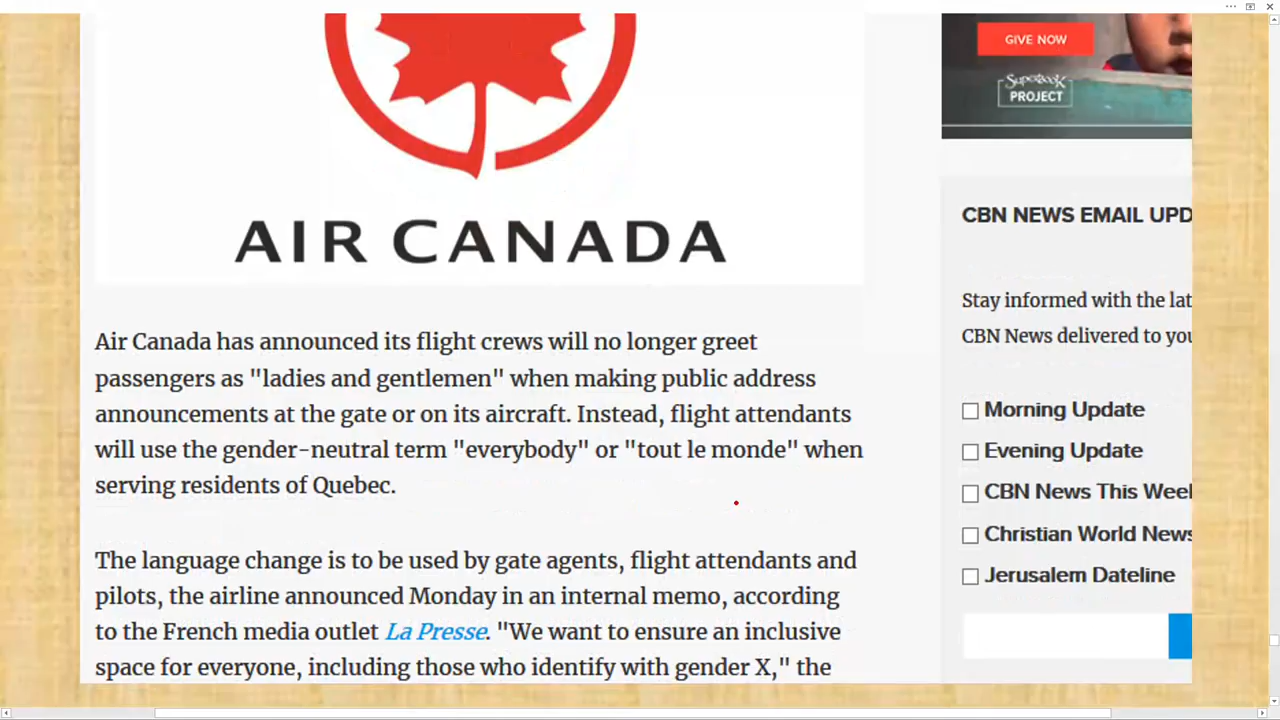 AIR CANADA
Air Canada has announced its flight crews will no longer greet
passengers as "ladies and gentlemen" when making public address
announcements at the gate or on its aircraft. Instead, flight attendants
will use the gender-neutral term "everybody" or "tout le monde" when
serving residents of Quebec.
The language change is to be used by gate agents, flight attendants and
pilots, the airline announced Monday in an internal memo, according
to the French media outlet La Presse. "We want to ensure an inclusive
space for everyone, including those who identify with gender X," the
GIVE NOW
Superbook
PROJECT
CBN NEWS EMAIL UPD
Stay informed with the lat
CBN News delivered to you
Morning Update
Evening Update
CBN News This Week
Christian World News
Jerusalem Dateline